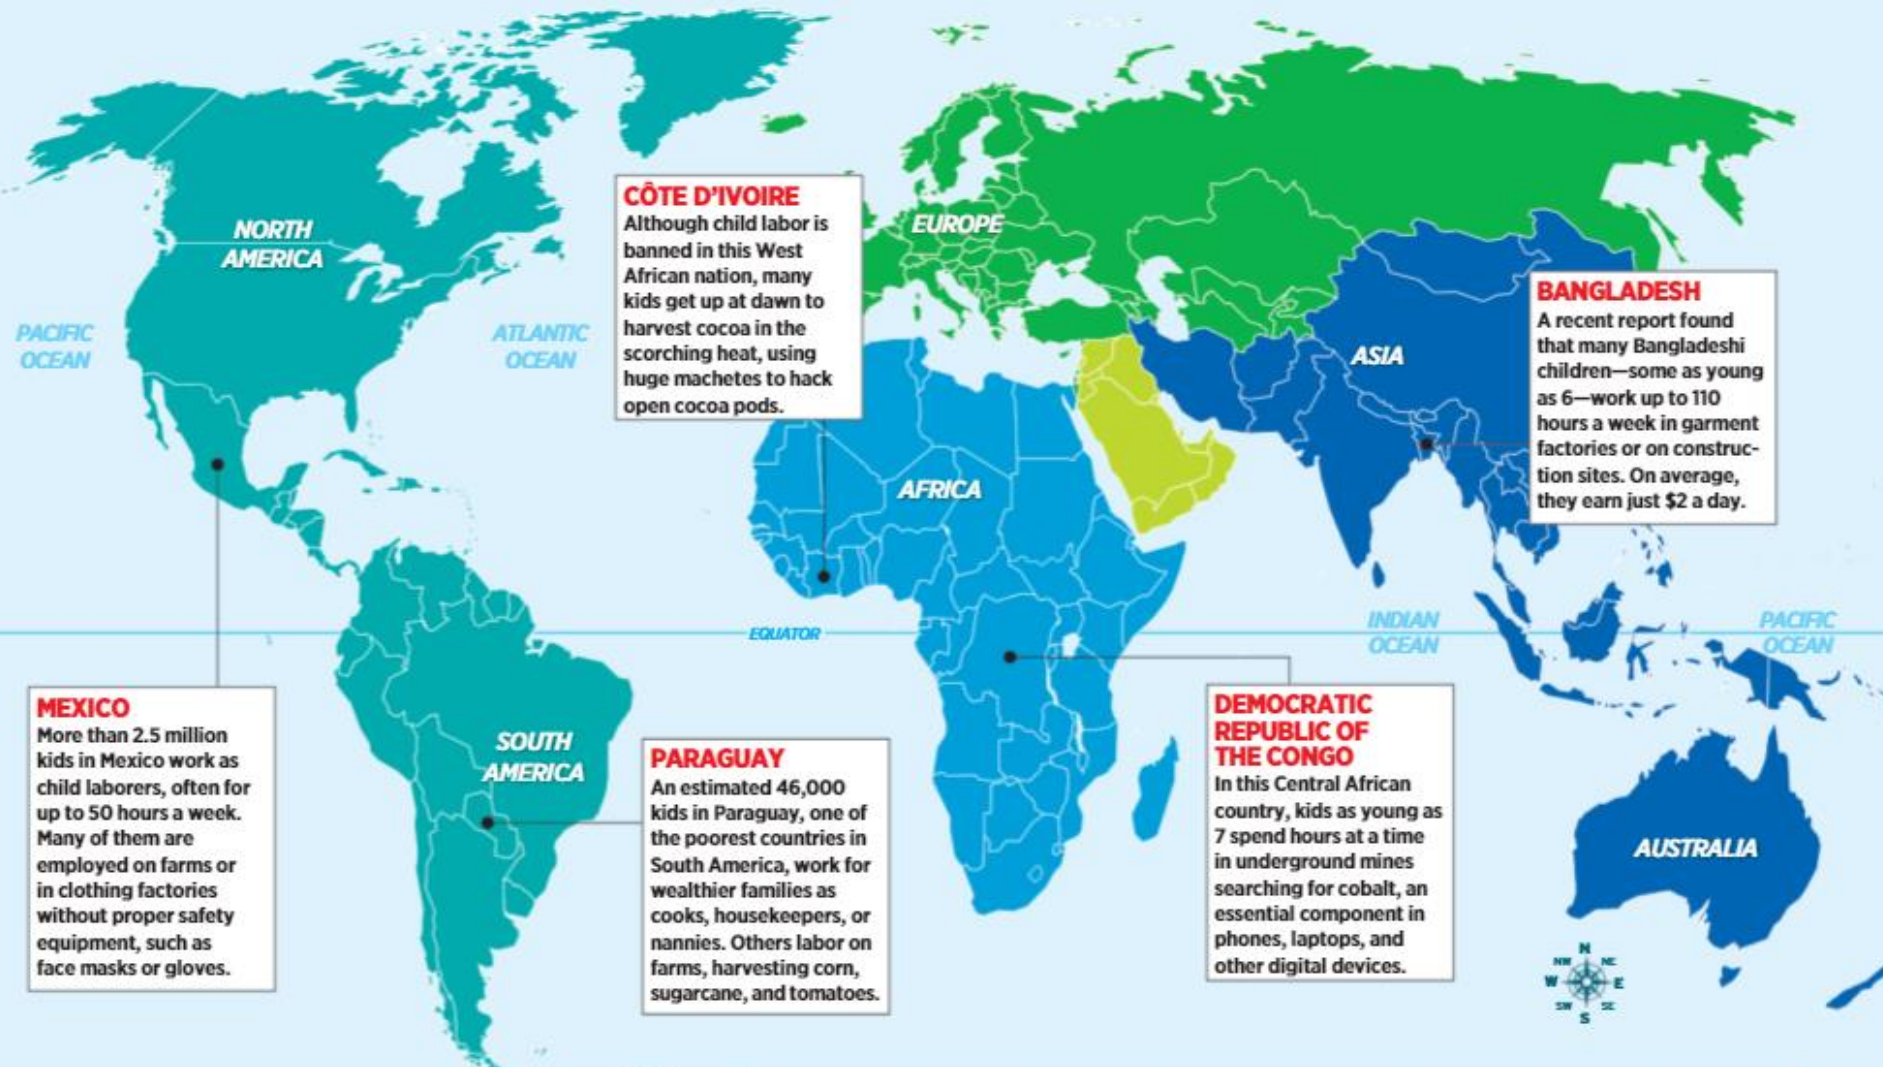 NORTH
AMERICA
PACIFIC
OCEAN
ATLANTIC
OCEAN
CÔTE D'IVOIRE
Although child labor is
banned in this West
African nation, many
kids get up at dawn to
harvest cocoa in the
scorching heat, using
huge machetes to hack
open cocoa pods.
EUROPE
ASIA
BANGLADESH
A recent report found
that many Bangladeshi
children—some as young
as 6—work up to 110
hours a week in garment
factories or on construc-
tion sites. On average,
they earn just $2 a day.
AFRICA
EQUATOR
INDIAN
OCEAN
PACIFIC
OCEAN
MEXICO
More than 2.5 million
kids in Mexico work as
child laborers, often for
up to 50 hours a week.
Many of them are
employed on farms or
in clothing factories
without proper safety
equipment, such as
face masks or gloves.
SOUTH
AMERICA
PARAGUAY
An estimated 46,000
kids in Paraguay, one of
the poorest countries in
South America, work for
wealthier families as
cooks, housekeepers, or
nannies. Others labor on
farms, harvesting corn,
sugarcane, and tomatoes.
DEMOCRATIC
REPUBLIC OF
THE CONGO
In this Central African
country, kids as young as
7 spend hours at a time
in underground mines
searching for cobalt, an
essential component in
phones, laptops, and
other digital devices.
AUSTRALIA
N
NW NE
W E
SW SE
S